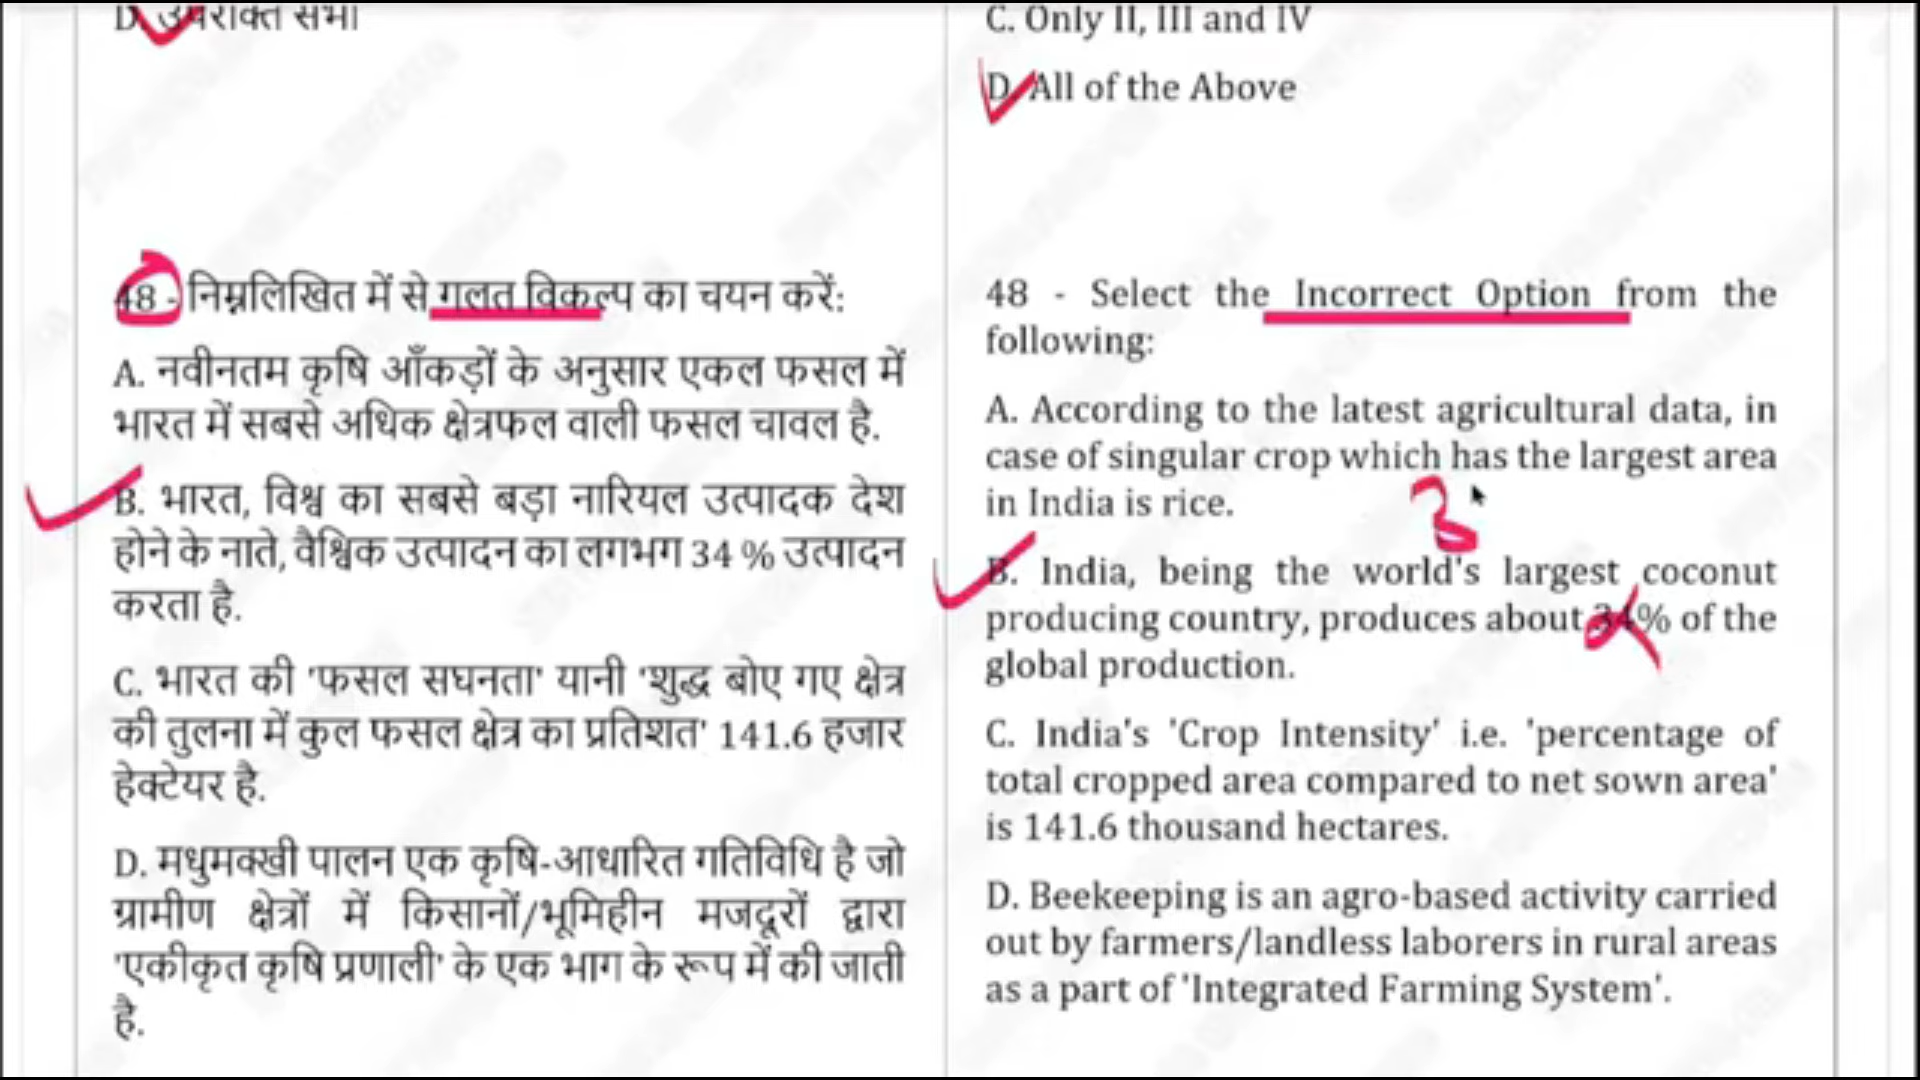 D. उपरोक्त सभी
48 - निम्नलिखित में से गलत विकल्प का चयन करें:
A. नवीनतम कृषि आँकड़ों के अनुसार एकल फसल में
भारत में सबसे अधिक क्षेत्रफल वाली फसल चावल है.
B. भारत, विश्व का सबसे बड़ा नारियल उत्पादक देश
होने के नाते, वैश्विक उत्पादन का लगभग 34 % उत्पादन
करता है.
C. भारत की 'फसल सघनता' यानी 'शुद्ध बोए गए क्षेत्र
की तुलना में कुल फसल क्षेत्र का प्रतिशत' 141.6 हजार
हेक्टेयर है.
D. मधुमक्खी पालन एक कृषि-आधारित गतिविधि है जो
ग्रामीण क्षेत्रों में किसानों/भूमिहीन मजदूरों द्वारा
'एकीकृत कृषि प्रणाली' के एक भाग के रूप में की जाती
है.
C. Only II, III and IV
D. All of the Above
48 - Select the Incorrect Option from the
following:
A. According to the latest agricultural data, in
case of singular crop which has the largest area
in India is rice.
3
B. India, being the world's largest coconut
producing country, produces about 34% of the
global production.
C. India's 'Crop Intensity' i.e. 'percentage of
total cropped area compared to net sown area'
is 141.6 thousand hectares.
D. Beekeeping is an agro-based activity carried
out by farmers/landless laborers in rural areas
as a part of 'Integrated Farming System'.